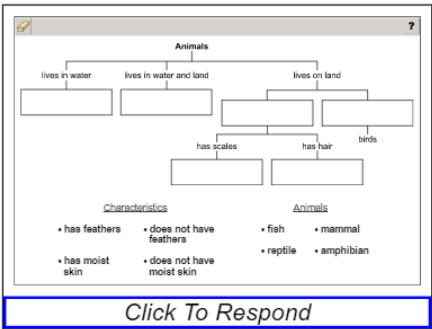 ?
Animals
lives in water
lives in water and land
lives on land
birds
has scales
has hair
Characteristics
Animals
• has feathers
• does not have
feathers
• has moist
skin
• does not have
moist skin
• fish
• mammal
• reptile
• amphibian
Click To Respond